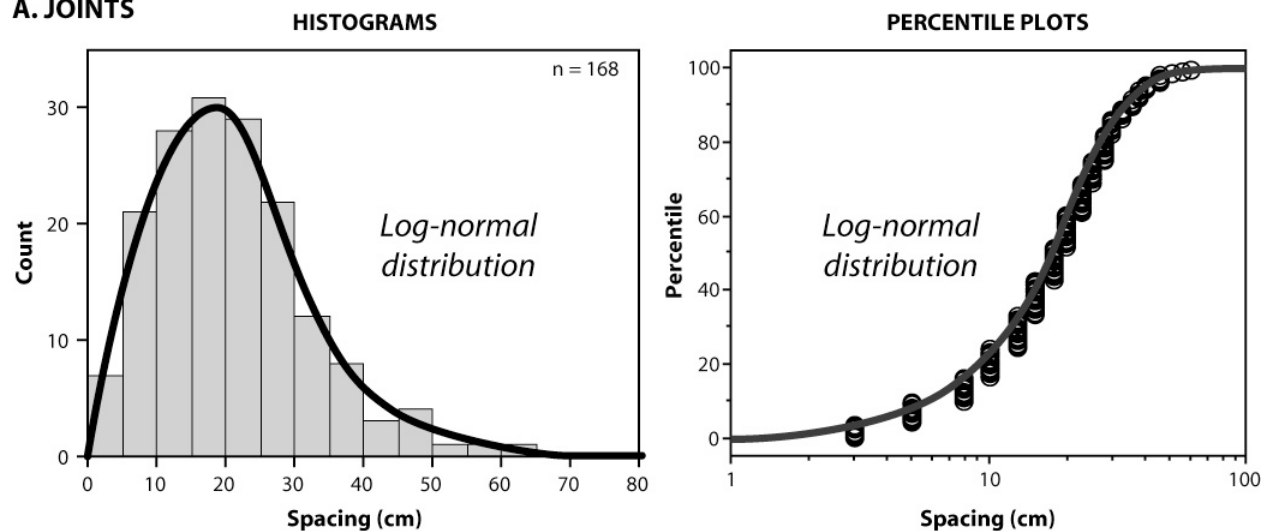 A. JOINTS
HISTOGRAMS
n = 168
30
20
10
0
Count
Log-normal
distribution
0 10 20 30 40 50 60 70 80
Spacing (cm)
PERCENTILE PLOTS
100
80
60
40
20
0
Percentile
Log-normal
distribution
1 10 100
Spacing (cm)